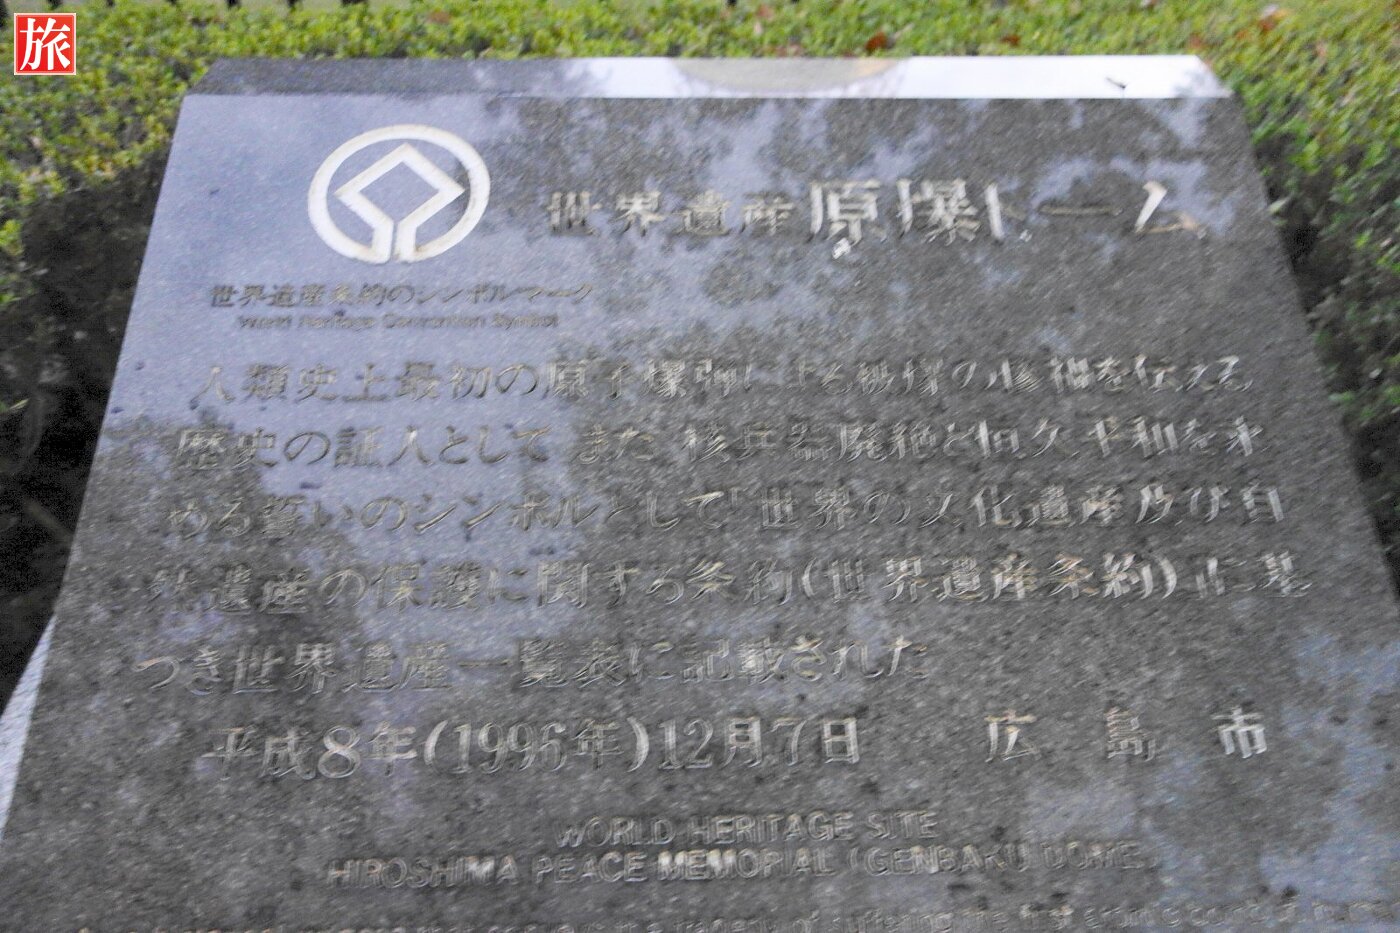 旅
世界遺産 原爆ドーム
世界遺産条約のシンボルマーク
World Heritage Convention Symbol
人類史上最初の原子爆弾による被爆の惨禍を伝える
歴史の証人として また 核兵器廃絶と恒久平和を求
める誓いのシンボルとして「世界の文化遺産及び自
然遺産の保護に関する条約(世界遺産条約)」に基
づき世界遺産一覧表に記載された
平成8年(1996年)12月7日 広島市
WORLD HERITAGE SITE
HIROSHIMA PEACE MEMORIAL (GENBAKU DOME)
a tragedy of suffering the first atomic bomb